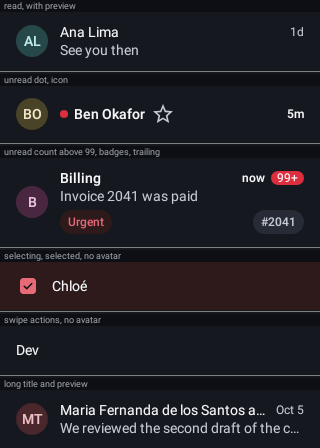 read, with preview
AL
Ana Lima
1d
See you then
unread dot, icon
BO
Ben Okafor
5m
unread count above 99, badges, trailing
Billing
now
99+
B
Invoice 2041 was paid
Urgent
#2041
selecting, selected, no avatar
Chloé
swipe actions, no avatar
Dev
long title and preview
MT
Maria Fernanda de los Santos a…
Oct 5
We reviewed the second draft of the c…